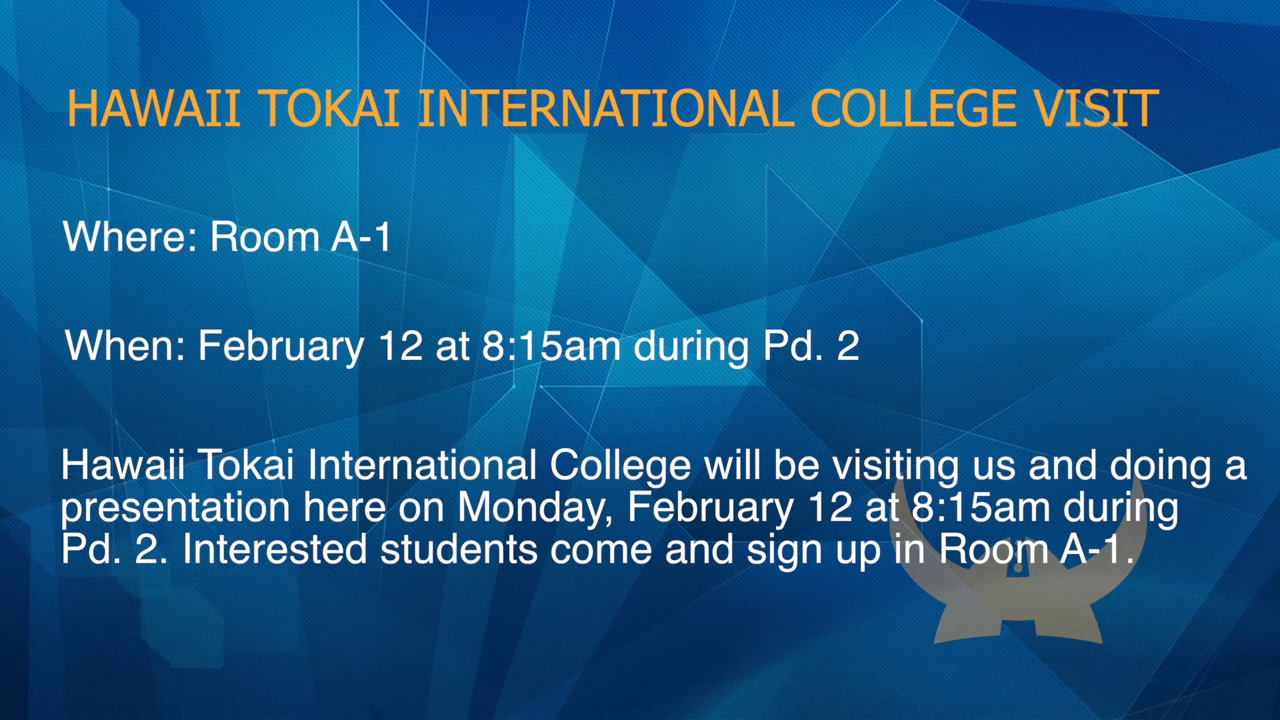 HAWAII TOKAI INTERNATIONAL COLLEGE VISIT
Where: Room A-1
When: February 12 at 8:15am during Pd. 2
Hawaii Tokai International College will be visiting us and doing a
presentation here on Monday, February 12 at 8:15am during
Pd. 2. Interested students come and sign up in Room A-1.